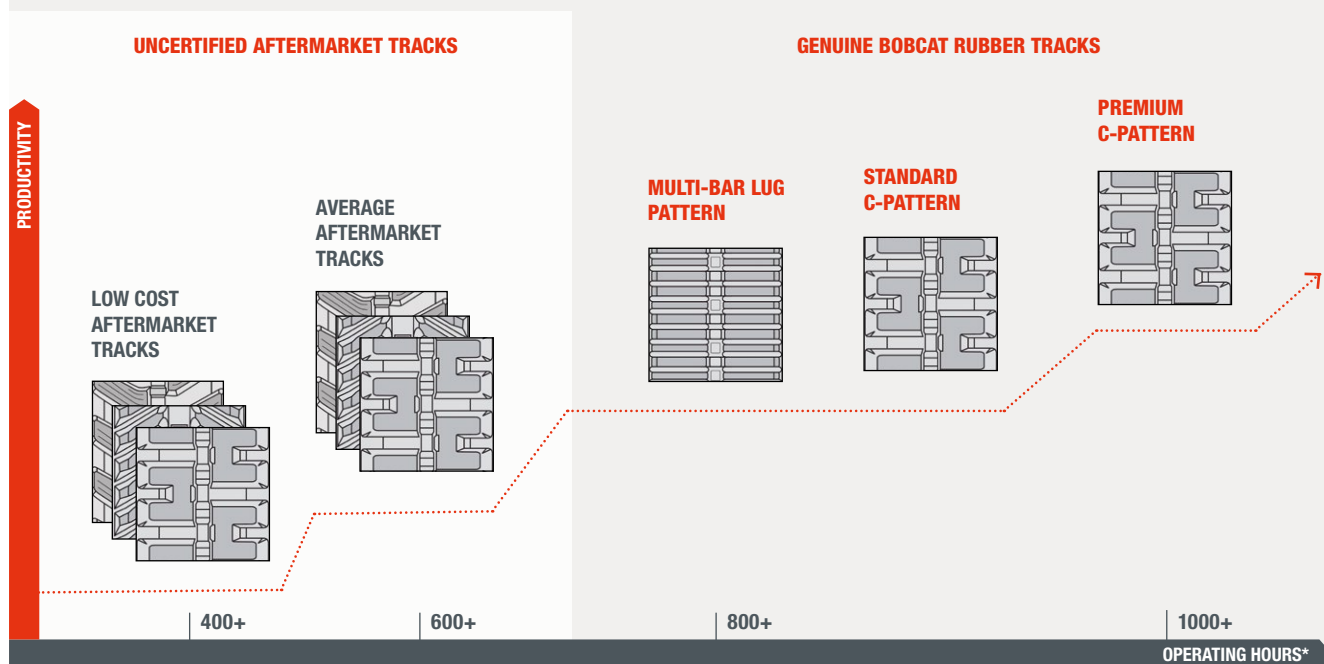 UNCERTIFIED AFTERMARKET TRACKS
GENUINE BOBCAT RUBBER TRACKS
PRODUCTIVITY
LOW COST
AFTERMARKET
TRACKS
AVERAGE
AFTERMARKET
TRACKS
MULTI-BAR LUG
PATTERN
STANDARD
C-PATTERN
PREMIUM
C-PATTERN
400+
600+
800+
1000+
OPERATING HOURS*